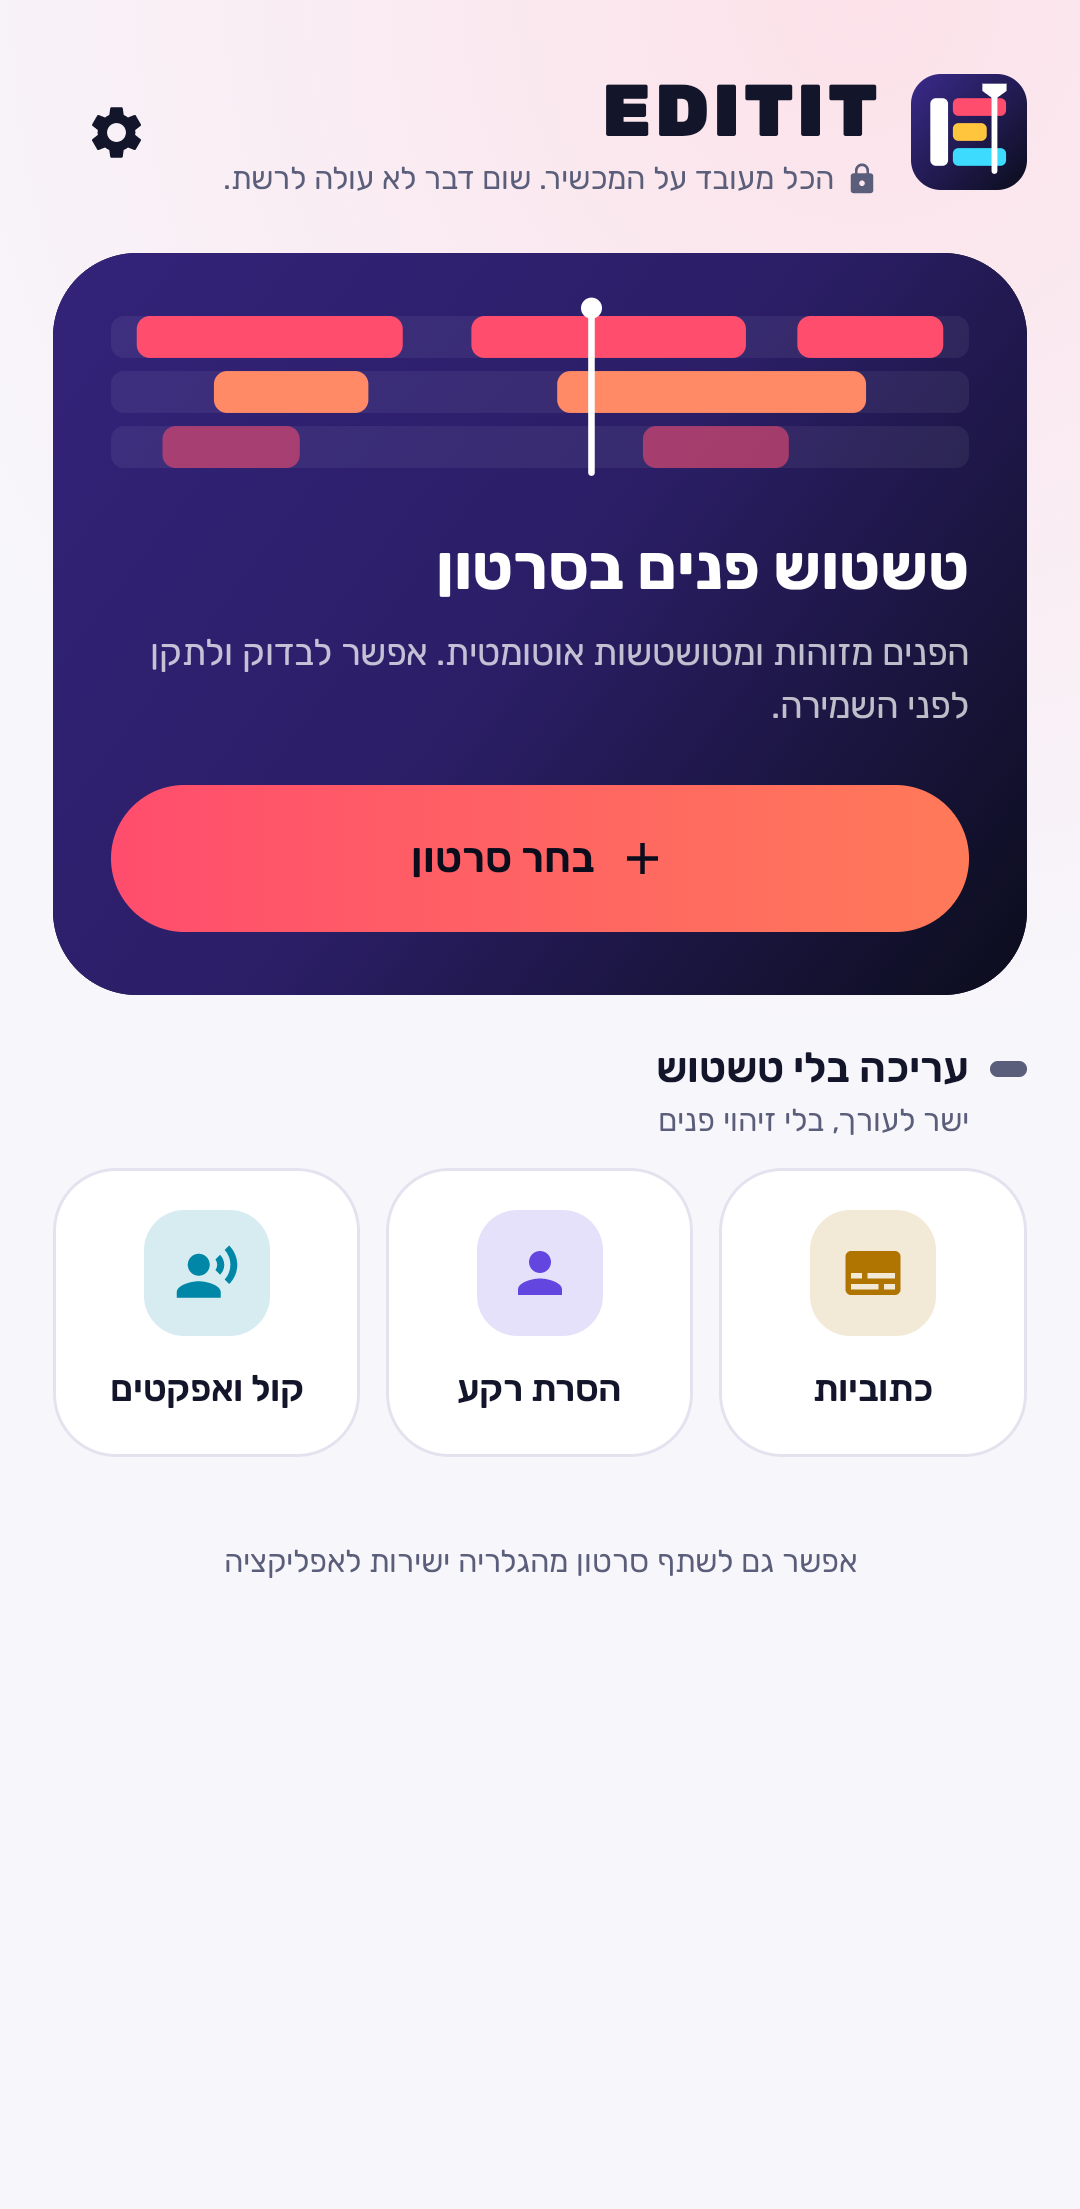 EDITIT
הכל מעובד על המכשיר. שום דבר לא עולה לרשת.
טשטוש פנים בסרטון
הפנים מזוהות ומטושטשות אוטומטית. אפשר לבדוק ולתקן
לפני השמירה.
בחר סרטון
עריכה בלי טשטוש
ישר לעורך, בלי זיהוי פנים
כתוביות
הסרת רקע
קול ואפקטים
אפשר גם לשתף סרטון מהגלריה ישירות לאפליקציה